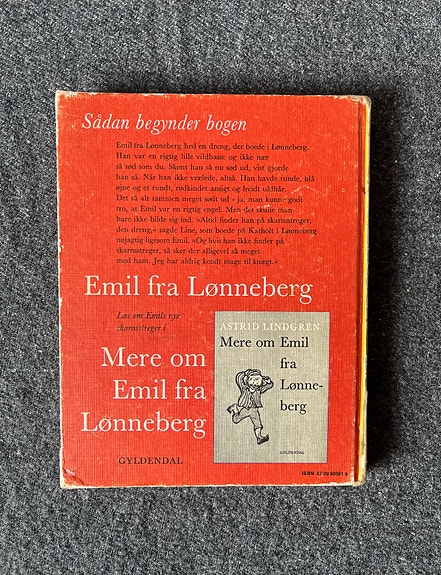 Sådan begynder bogen
Emil fra Lønneberg hed en dreng, der boede i Lønneberg.
Han var en rigtig lille vildbasse og ikke nær
så sød som du. Skønt han så nu sød ud, vist gjorde
han så. Når han ikke vrælede, altså. Han havde runde, blå
øjne og et rundt, rødkindet ansigt og hvidt uldhår.
Det så alt sammen meget sødt ud - ja, man kunne godt
tro, at Emil var en rigtig engel. Men det skulle man
bare ikke bilde sig ind. »Altid finder han på skarnsstreger,
den dreng,« sagde Line, som boede på Katholt i Lønneberg
nøjagtig ligesom Emil. »Og hvis han ikke finder på
skarnsstreger, så sker der alligevel så meget
med ham. Jeg har aldrig kendt mage til knægt.«
Emil fra Lønneberg
Læs om Emils nye
skarnsstreger i
Mere om
Emil fra
Lønneberg
GYLDENDAL
ASTRID LINDGREN
Mere om Emil
fra
Lønne-
berg
GYLDENDAL
ISBN 87 00